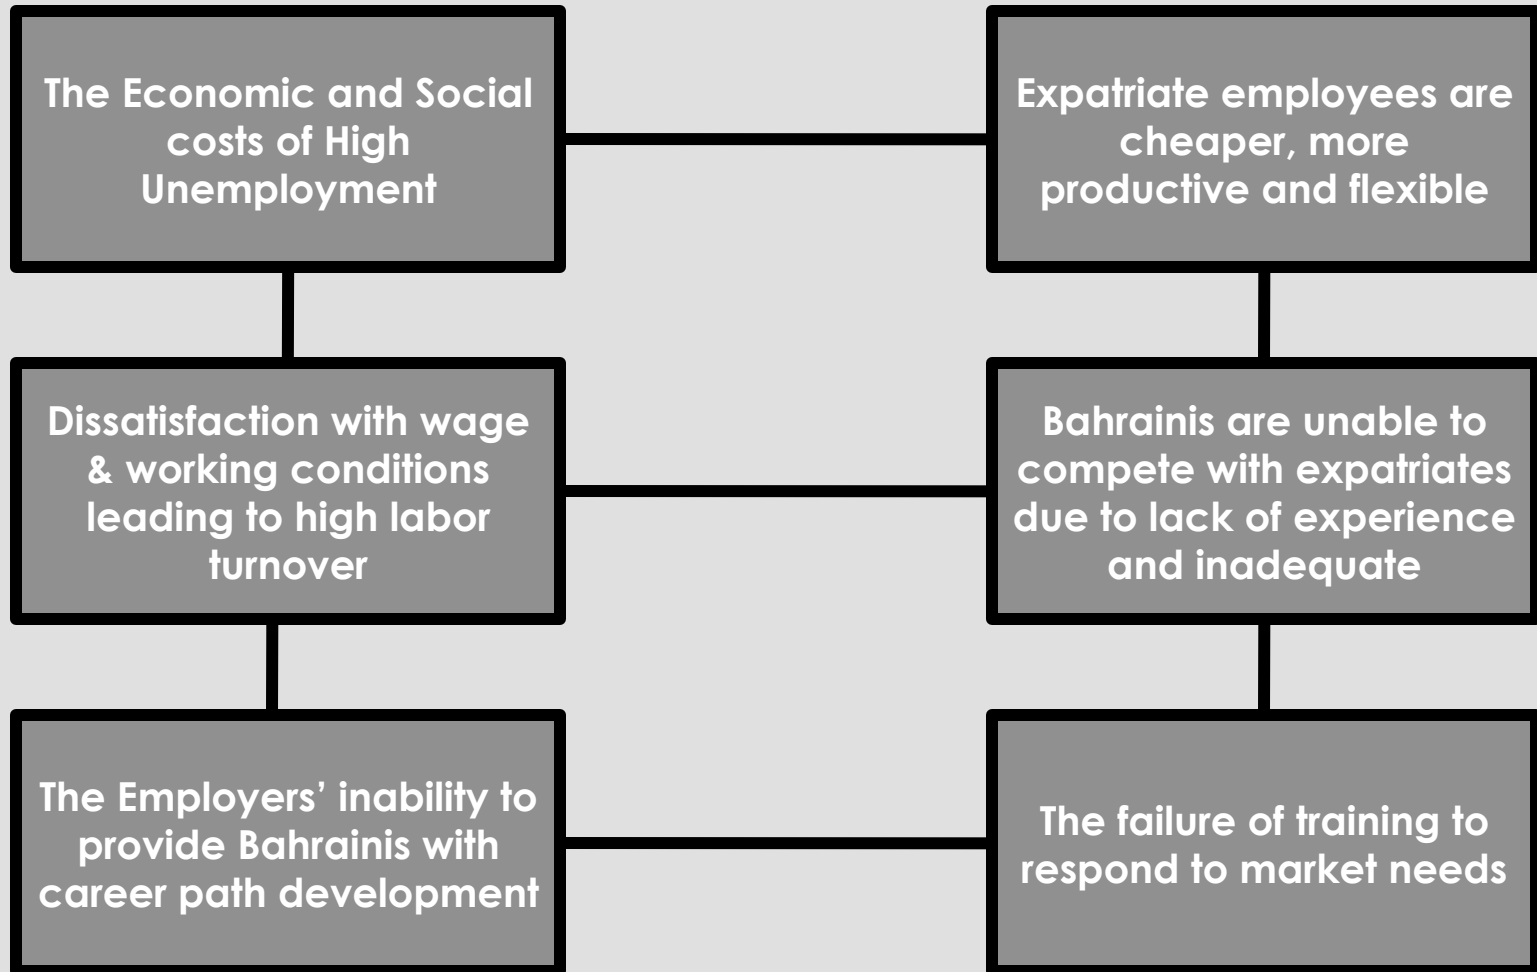 The Economic and Social
costs of High
Unemployment
Expatriate employees are
cheaper, more
productive and flexible
Dissatisfaction with wage
& working conditions
leading to high labor
turnover
Bahrainis are unable to
compete with expatriates
due to lack of experience
and inadequate
The Employers’ inability to
provide Bahrainis with
career path development
The failure of training to
respond to market needs